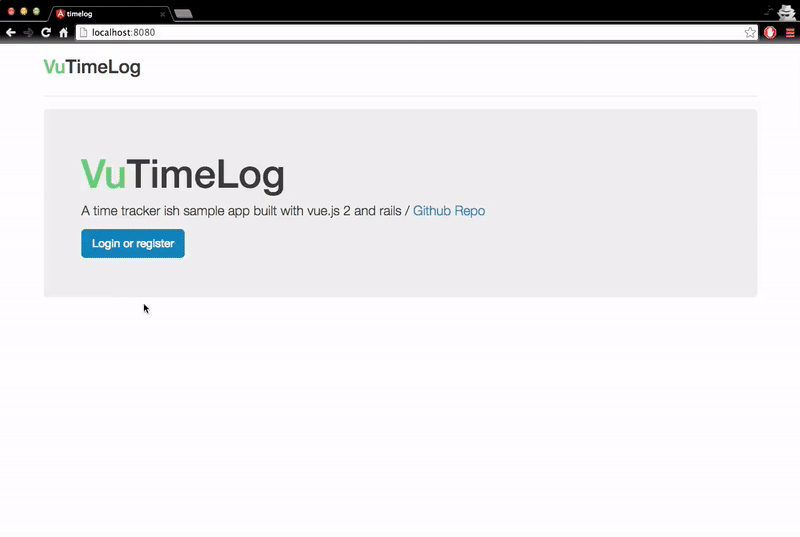 timelog
localhost:8080
VuTimeLog
VuTimeLog
A time tracker ish sample app built with vue.js 2 and rails / Github Repo
Login or register